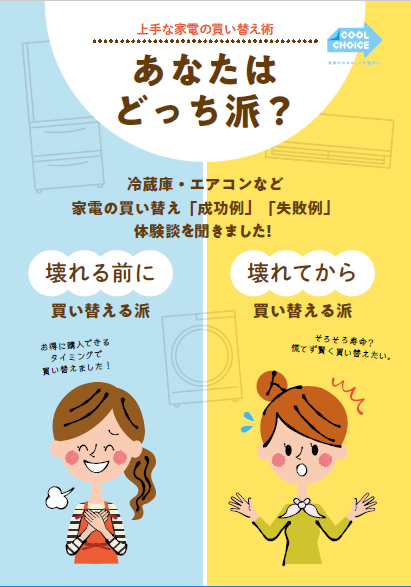 上手な家電の買い替え術
COOL
CHOICE
あなたは
どっち派？
冷蔵庫・エアコンなど
家電の買い替え「成功例」「失敗例」
体験談を聞きました!
壊れる前に
買い替える派
壊れてから
買い替える派
お得に購入できる
タイミングで
買い替えました！
そろそろ寿命？
慌てず賢く買い替えたい。